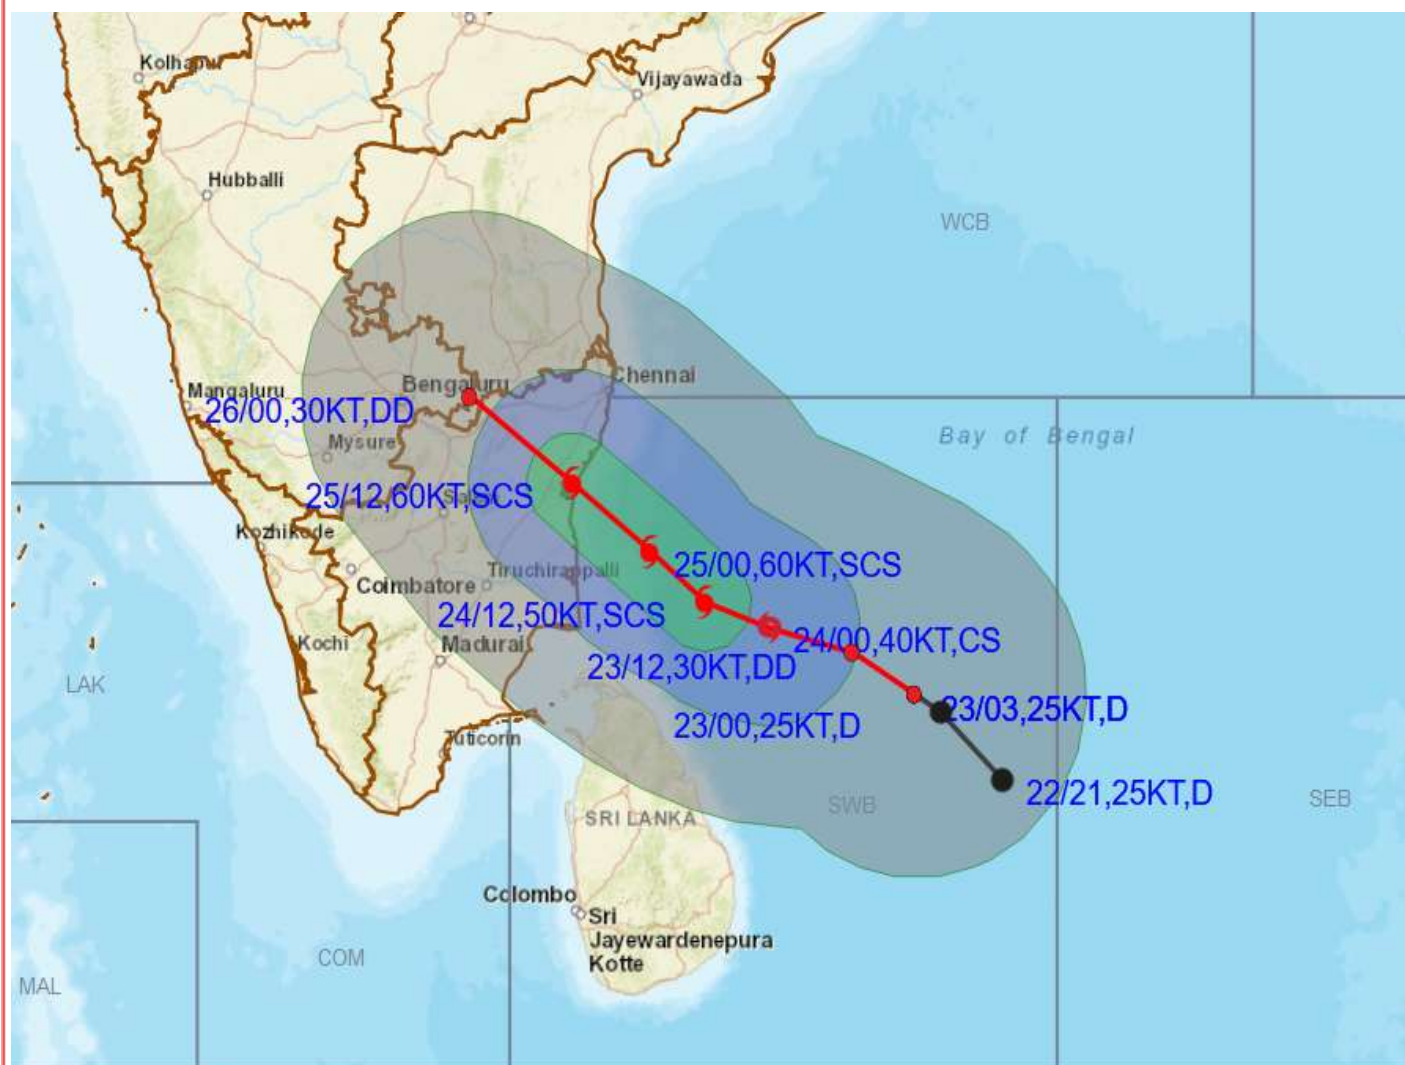 Kolhapur
Vijayawada
Hubballi
WCB
Chennai
Bengaluru
Mangaluru
26/00,30KT,DD
Bay of Bengal
Mysure
25/12,60KT,SCS
Kozhikode
25/00,60KT,SCS
Tiruchirappalli
Coimbatore
24/12,50KT,SCS
24/00,40KT,CS
Kochi
Madurai
23/12,30KT,DD
LAK
23/03,25KT,D
23/00,25KT,D
Tuticorin
22/21,25KT,D
SWB
SEB
SRI LANKA
Colombo
Sri
Jayewardenepura
Kotte
COM
MAL